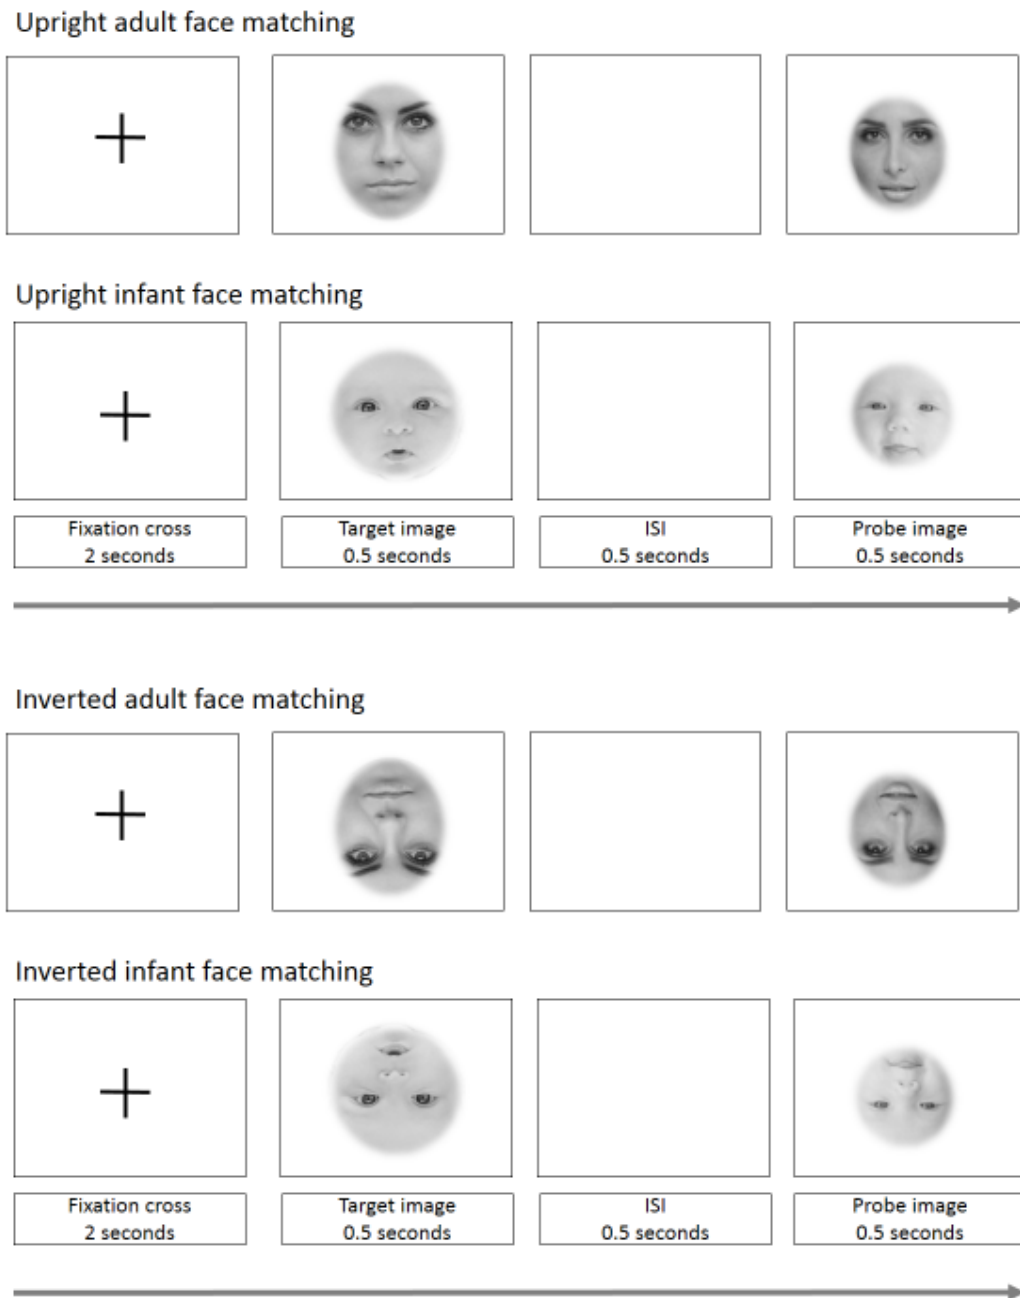 Upright adult face matching
Upright infant face matching
Fixation cross
2 seconds
Target image
0.5 seconds
ISI
0.5 seconds
Probe image
0.5 seconds
Inverted adult face matching
Inverted infant face matching
Fixation cross
2 seconds
Target image
0.5 seconds
ISI
0.5 seconds
Probe image
0.5 seconds